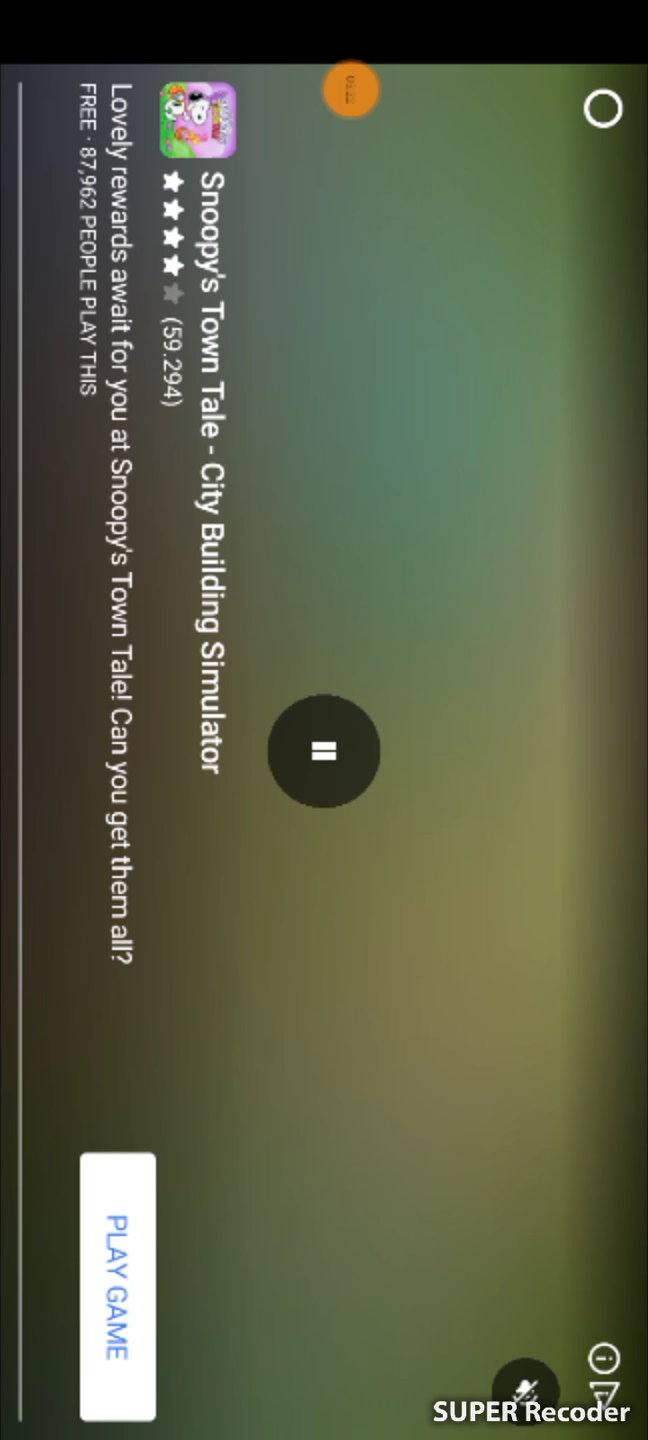 Snoopy's Town Tale - City Building Simulator
(59.294)
Lovely rewards await for you at Snoopy's Town Tale! Can you get them all?
FREE · 87,962 PEOPLE PLAY THIS
PLAY GAME
SUPER Recoder